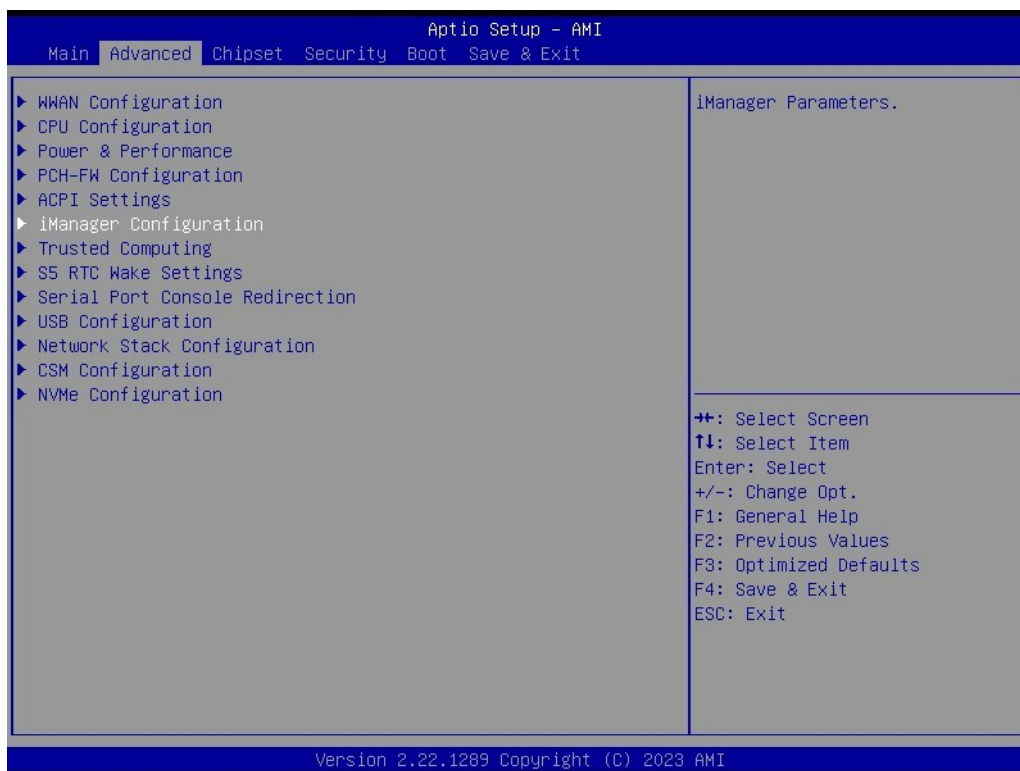 Aptio Setup - AMI
Main Advanced Chipset Security Boot Save & Exit
WWAN Configuration
CPU Configuration
Power & Performance
PCH-FW Configuration
ACPI Settings
iManager Configuration
Trusted Computing
S5 RTC Wake Settings
Serial Port Console Redirection
USB Configuration
Network Stack Configuration
CSM Configuration
NVMe Configuration
iManager Parameters.
→←: Select Screen
↑↓: Select Item
Enter: Select
+/-: Change Opt.
F1: General Help
F2: Previous Values
F3: Optimized Defaults
F4: Save & Exit
ESC: Exit
Version 2.22.1289 Copyright (C) 2023 AMI